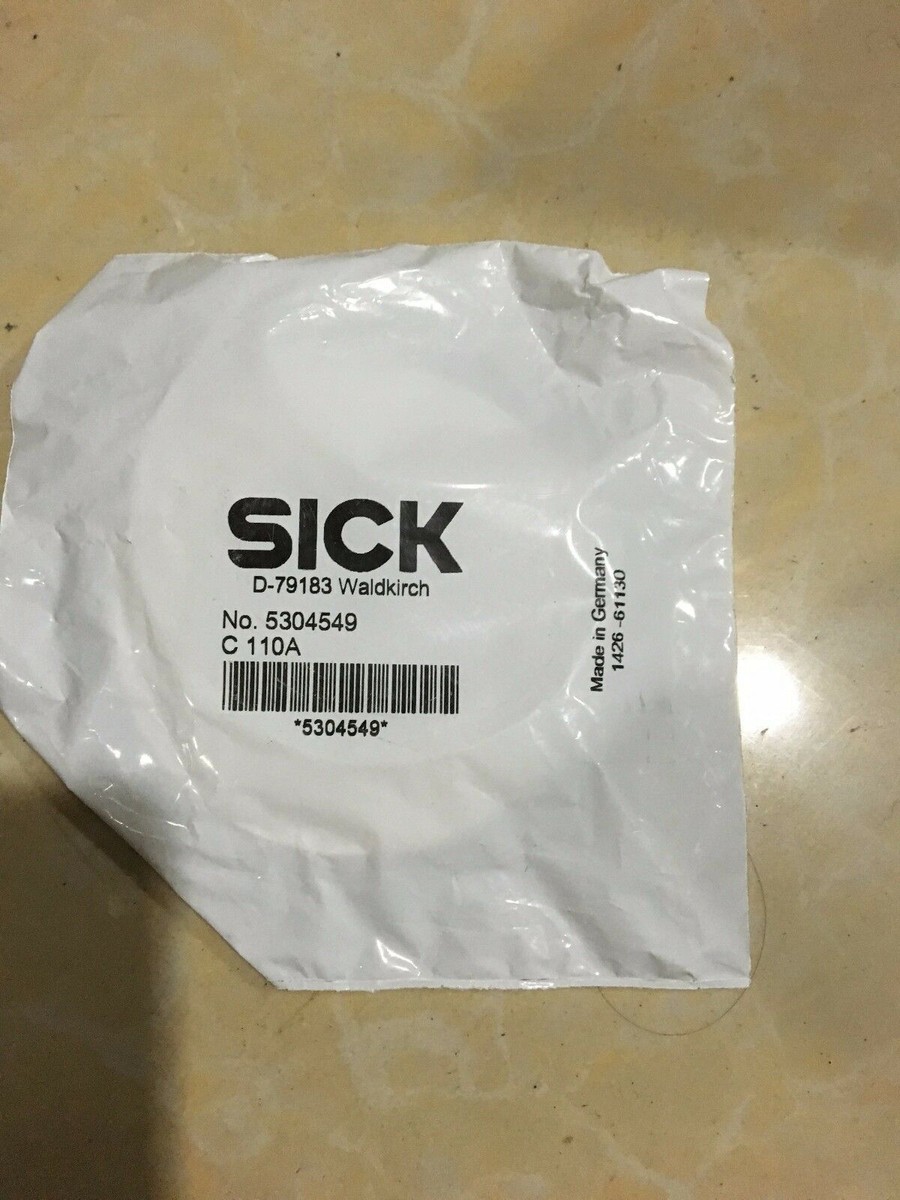 SICK
D-79183 Waldkirch
No. 5304549
C 110A
*5304549*
Made in Germany
1426 -61130